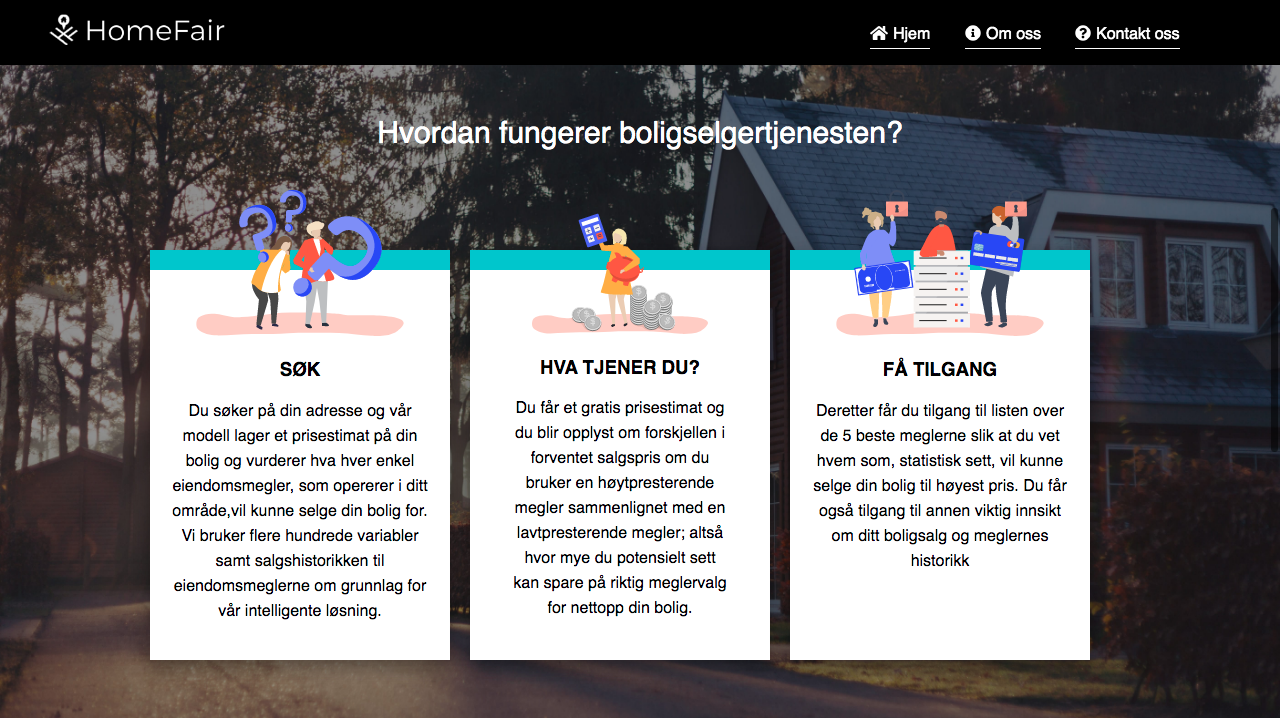 HomeFair
Hjem
Om oss
Kontakt oss
Hvordan fungerer boligselgertjenesten?
SØK
Du søker på din adresse og vår
modell lager et prisestimat på din
bolig og vurderer hva hver enkel
eiendomsmegler, som opererer i ditt
område,vil kunne selge din bolig for.
Vi bruker flere hundrede variabler
samt salgshistorikken til
eiendomsmeglerne om grunnlag for
vår intelligente løsning.
HVA TJENER DU?
Du får et gratis prisestimat og
du blir opplyst om forskjellen i
forventet salgspris om du
bruker en høytpresterende
megler sammenlignet med en
lavtpresterende megler; altså
hvor mye du potensielt sett
kan spare på riktig meglervalg
for nettopp din bolig.
FÅ TILGANG
Deretter får du tilgang til listen over
de 5 beste meglerne slik at du vet
hvem som, statistisk sett, vil kunne
selge din bolig til høyest pris. Du får
også tilgang til annen viktig innsikt
om ditt boligsalg og meglernes
historikk